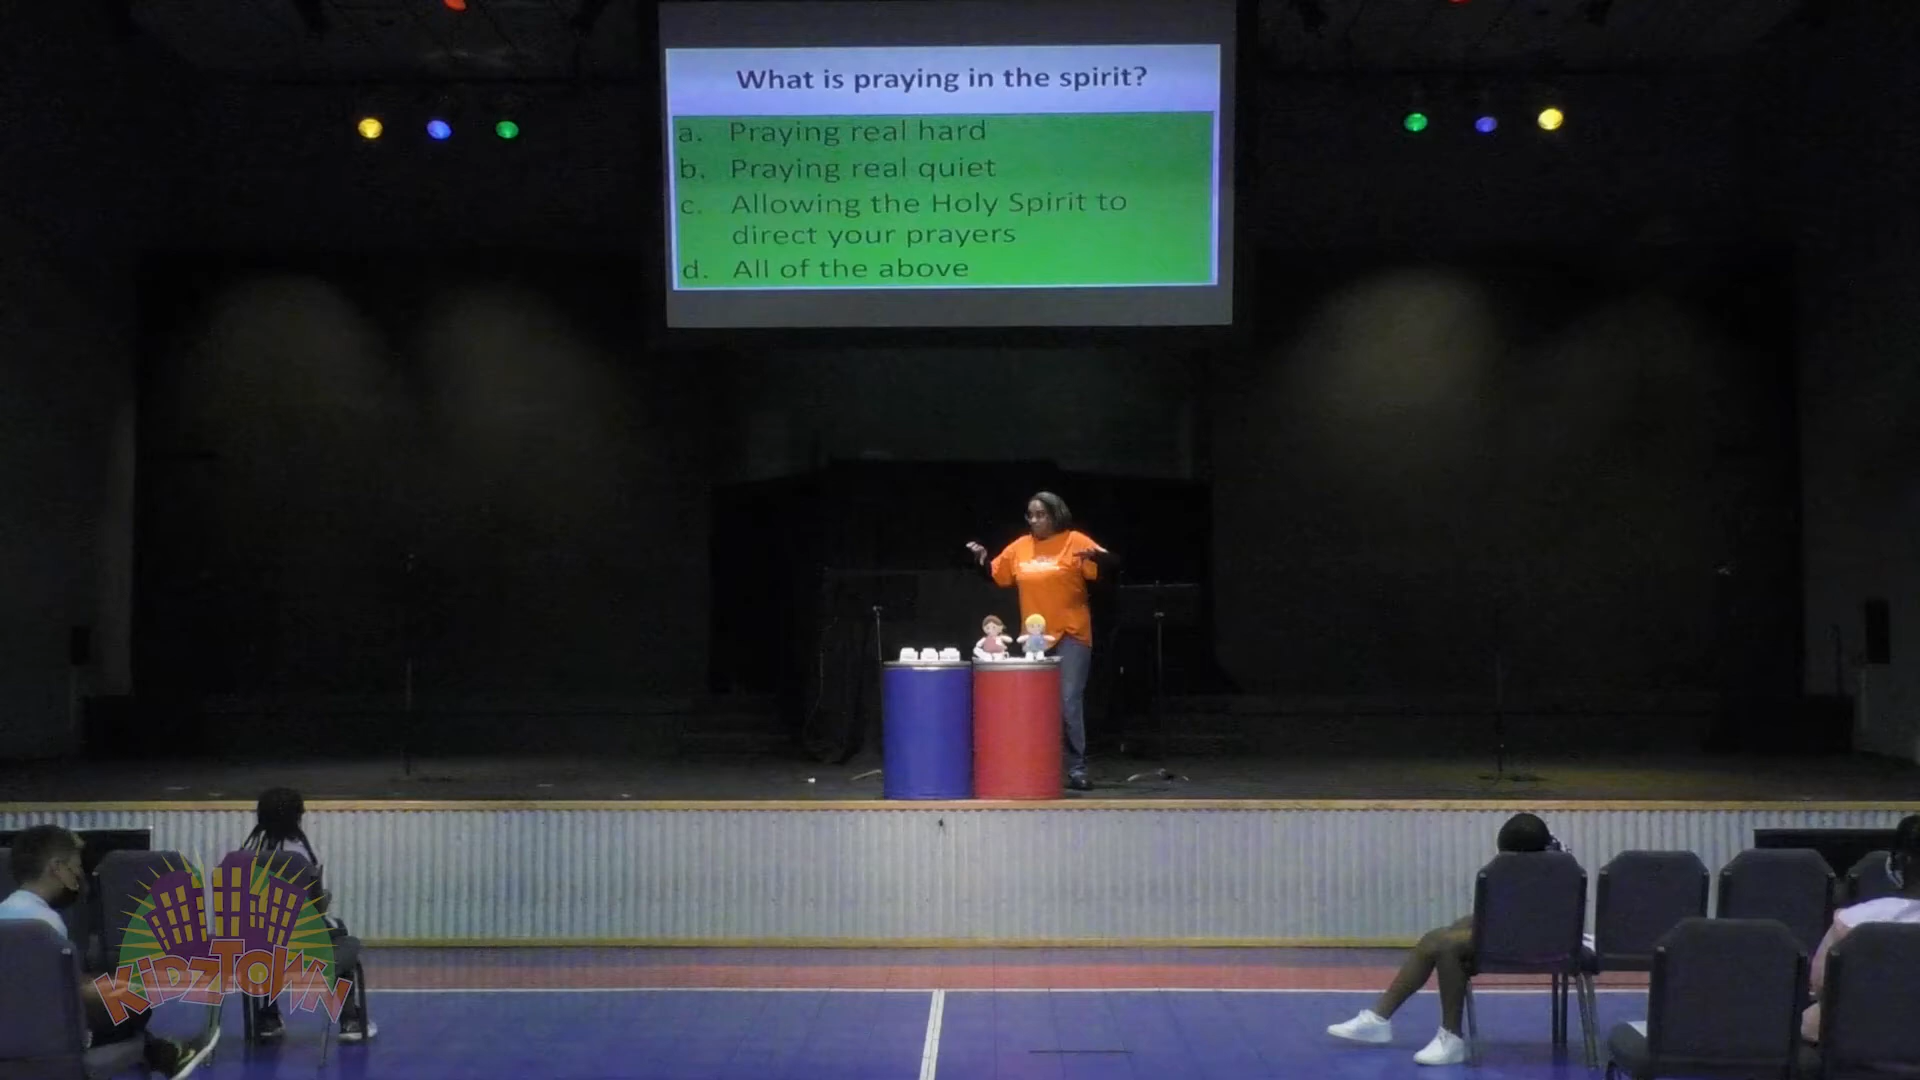 What is praying in the spirit?
a. Praying real hard
b. Praying real quiet
c. Allowing the Holy Spirit to
direct your prayers
d. All of the above
KIDZTOWN